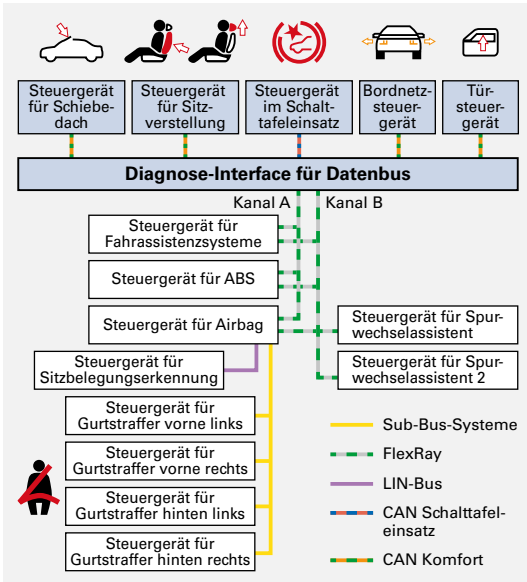 Steuergerät
für Schiebe-
dach
Steuergerät
für Sitz-
verstellung
Steuergerät
im Schalt-
tafeleinsatz
Bordnetz-
steuer-
gerät
Tür-
steuer-
gerät
Diagnose-Interface für Datenbus
Kanal A
Kanal B
Steuergerät für
Fahrassistenzsysteme
Steuergerät für ABS
Steuergerät für Airbag
Steuergerät für Spur-
wechselassistent
Steuergerät für
Sitzbelegungserkennung
Steuergerät für Spur-
wechselassistent 2
Steuergerät für
Gurtstraffer vorne links
Steuergerät für
Gurtstraffer vorne rechts
Steuergerät für
Gurtstraffer hinten links
Steuergerät für
Gurtstraffer hinten rechts
Sub-Bus-Systeme
FlexRay
LIN-Bus
CAN Schalttafel-
einsatz
CAN Komfort